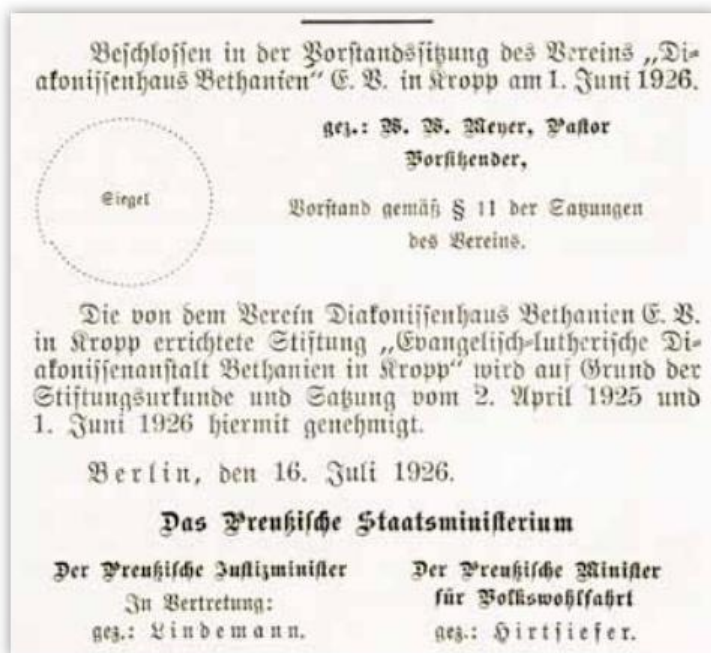 Beschlossen in der Vorstandssitzung des Vereins „Di=
akonissenhaus Bethanien“ E. V. in Kropp am 1. Juni 1926.
gez.: W. W. Meyer, Pastor
Vorsitzender,
Siegel
Vorstand gemäß § 11 der Satzungen
des Vereins.
Die von dem Verein Diakonissenhaus Bethanien E. V.
in Kropp errichtete Stiftung „Evangelisch=lutherische Di=
akonissenanstalt Bethanien in Kropp“ wird auf Grund der
Stiftungsurkunde und Satzung vom 2. April 1925 und
1. Juni 1926 hiermit genehmigt.
Berlin, den 16. Juli 1926.
Das Preußische Staatsministerium
Der Preußische Justizminister
In Vertretung:
gez.: Lindemann.
Der Preußische Minister
für Volkswohlfahrt
gez.: Hirtsiefer.